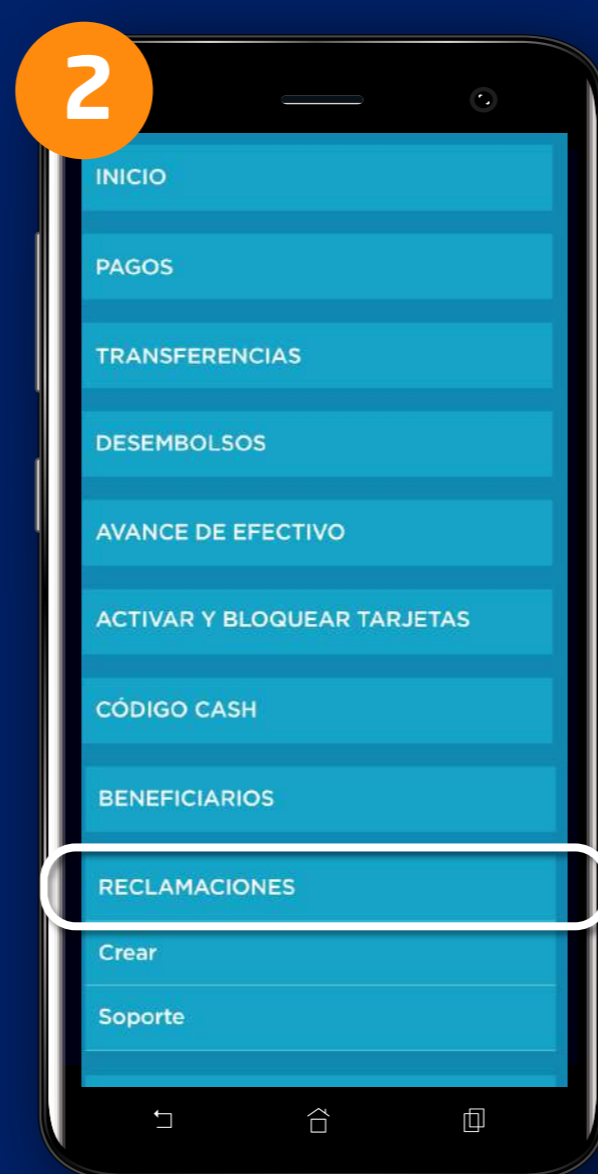 2
INICIO
PAGOS
TRANSFERENCIAS
DESEMBOLSOS
AVANCE DE EFECTIVO
ACTIVAR Y BLOQUEAR TARJETAS
CÓDIGO CASH
BENEFICIARIOS
RECLAMACIONES
Crear
Soporte